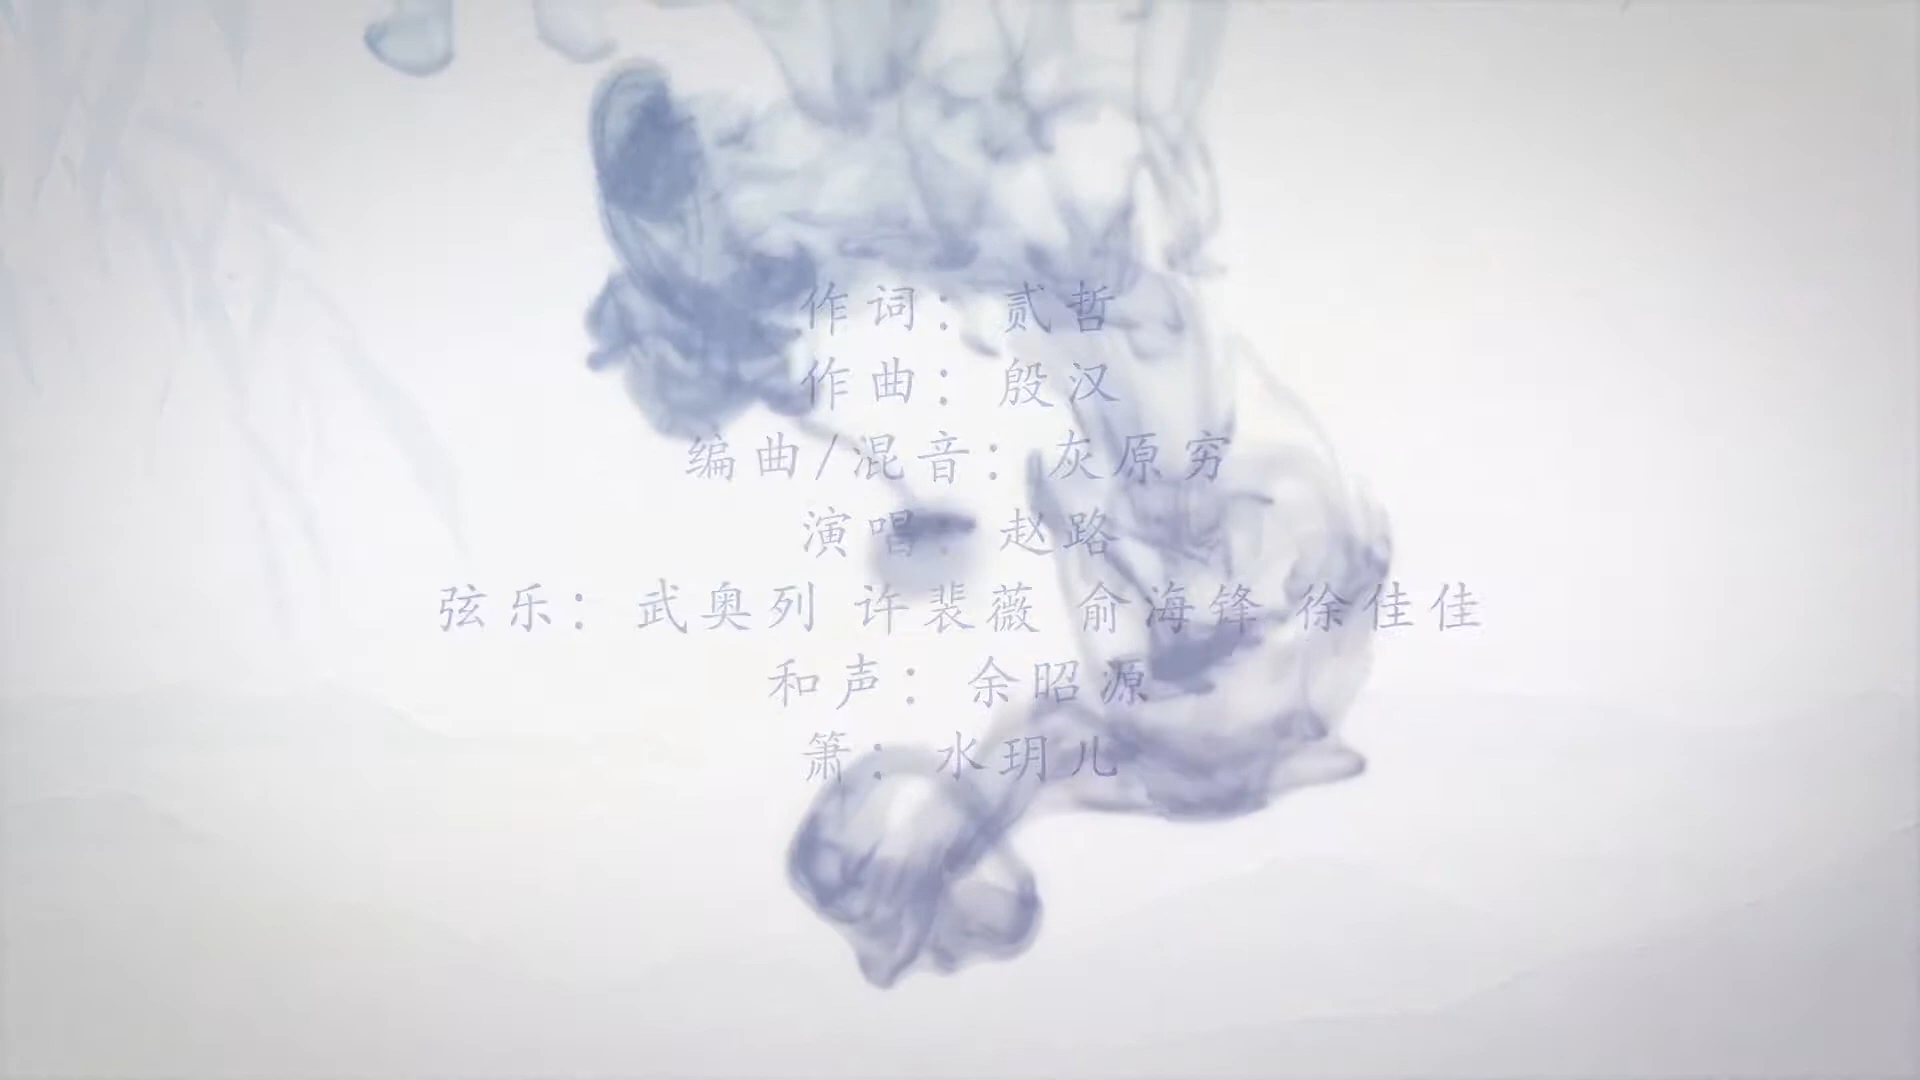 作词：贰哲
作曲：殷汉
编曲/混音：灰原穷
演唱：赵路
弦乐：武奥列 许裴薇 俞海锋 徐佳佳
和声：余昭源
箫：水玥儿